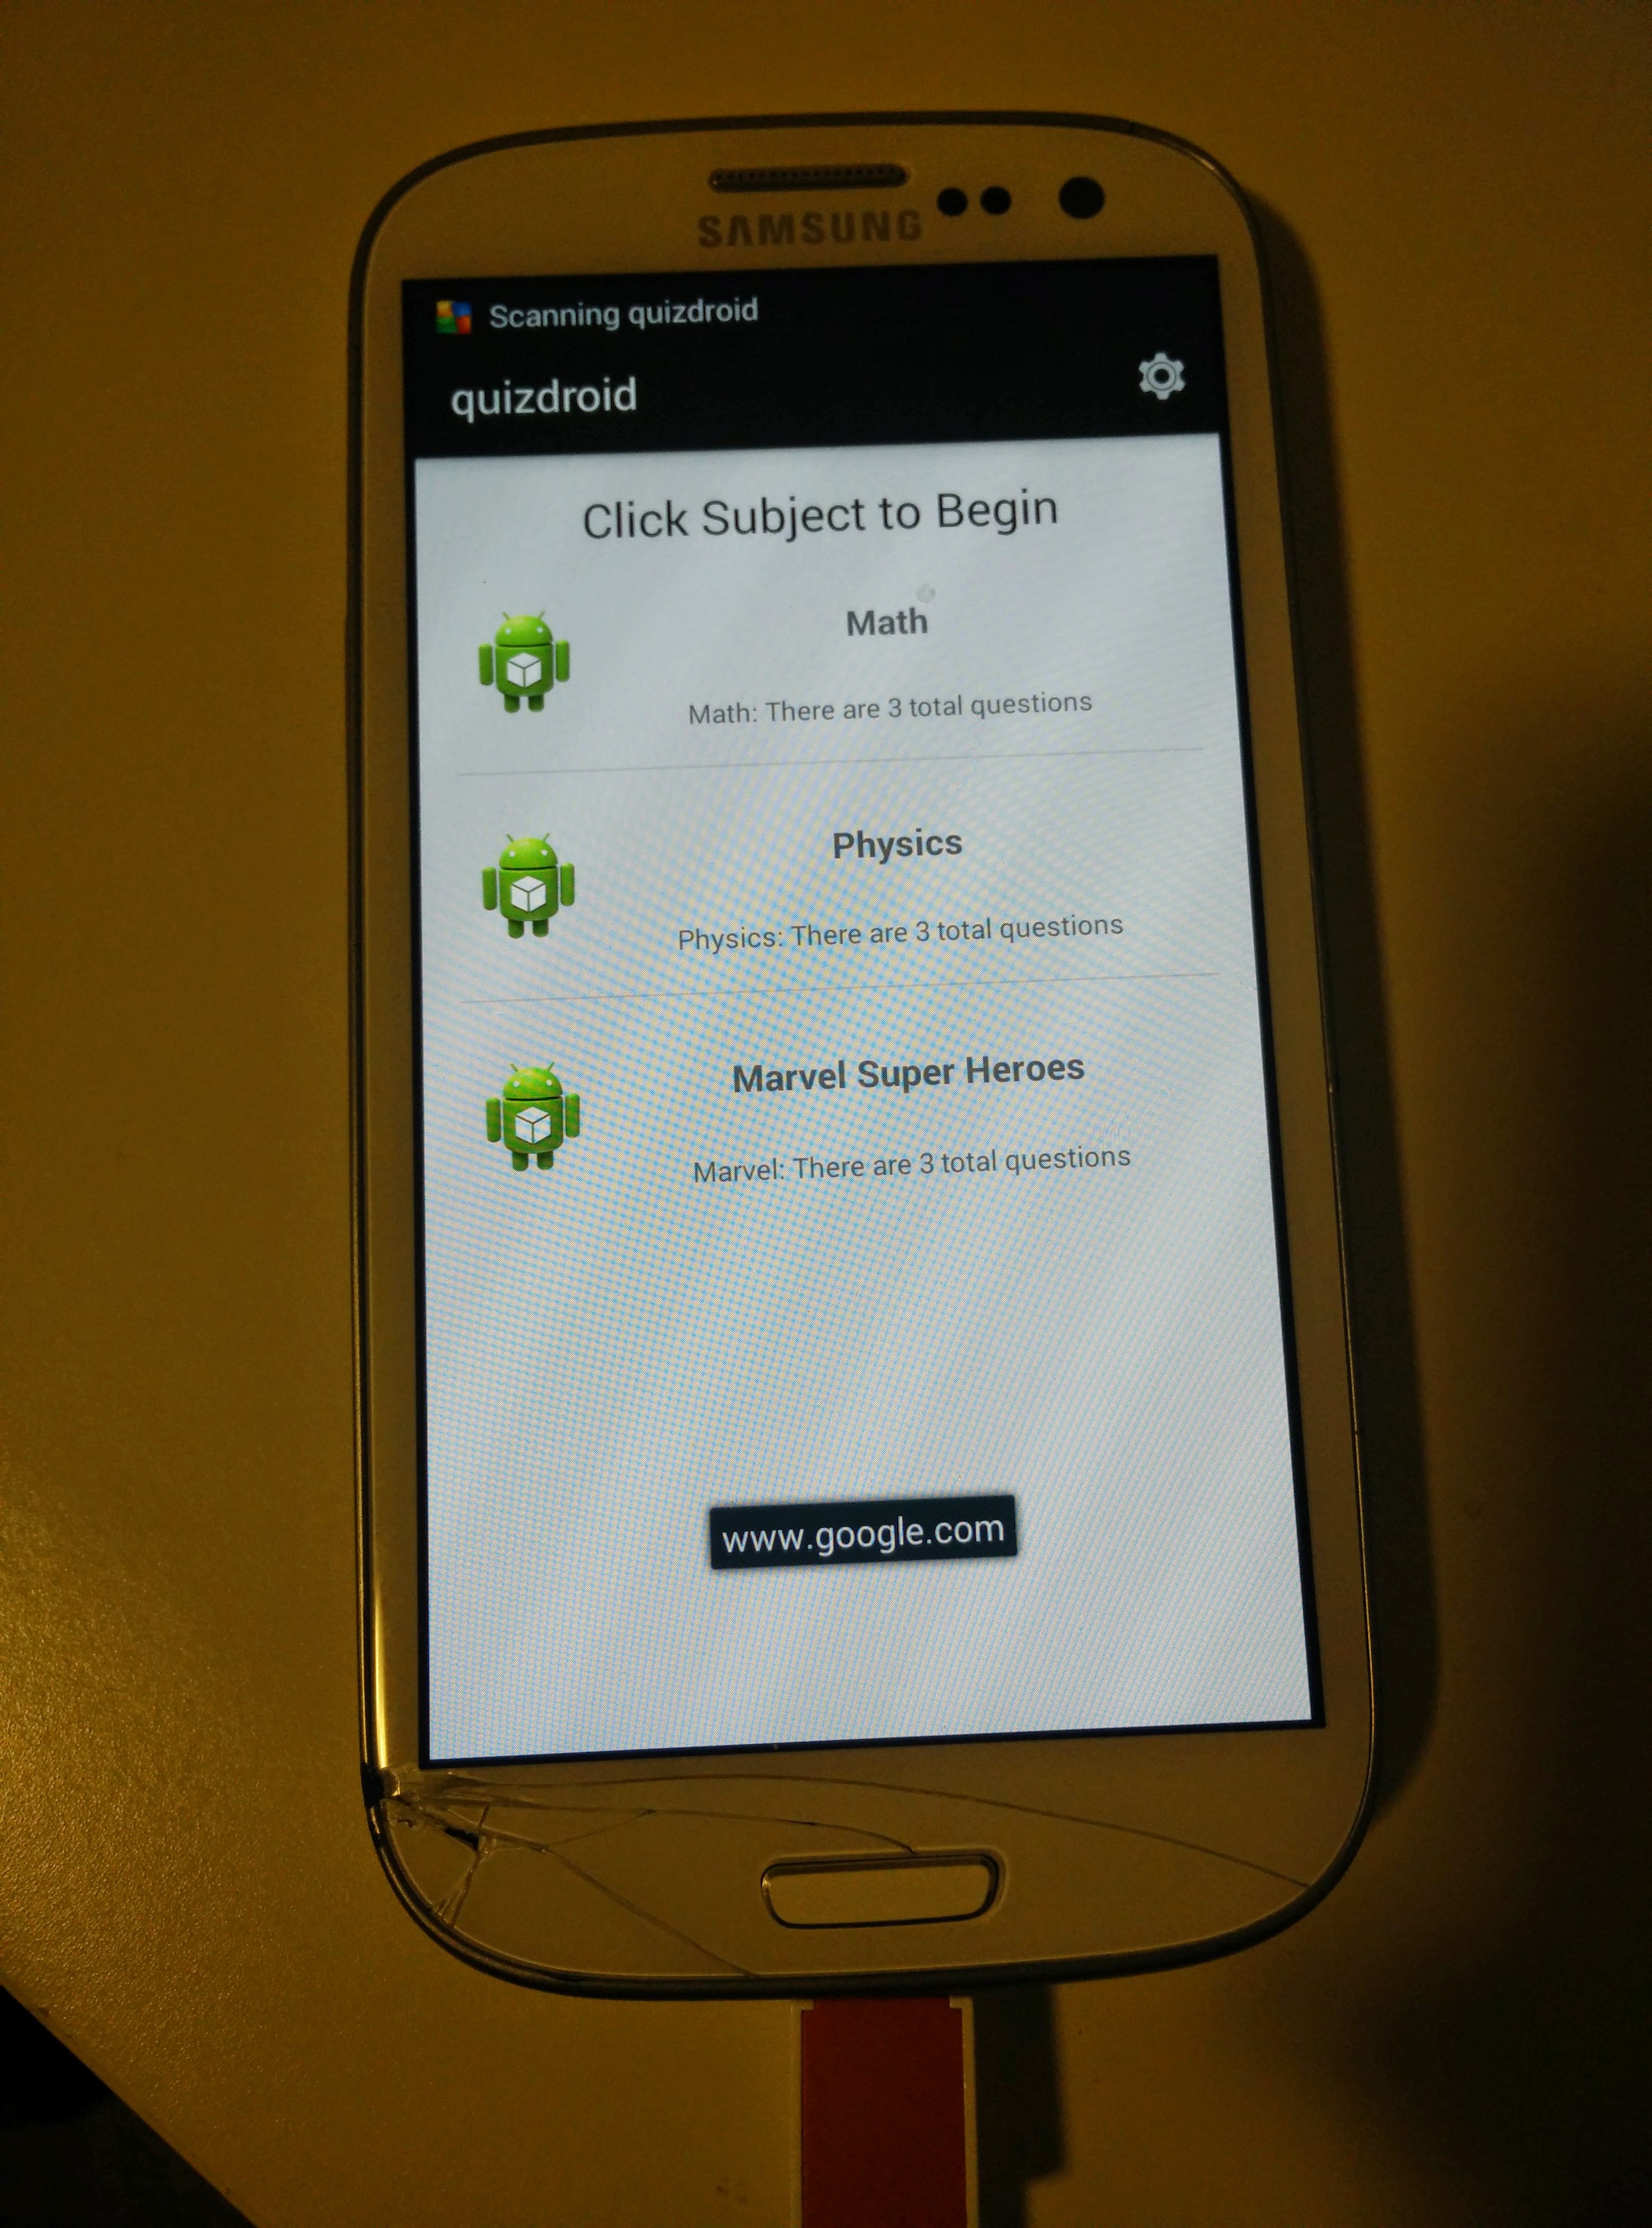 SAMSUNG
Scanning quizdroid
quizdroid
Click Subject to Begin
Math
Math: There are 3 total questions
Physics
Physics: There are 3 total questions
Marvel Super Heroes
Marvel: There are 3 total questions
www.google.com